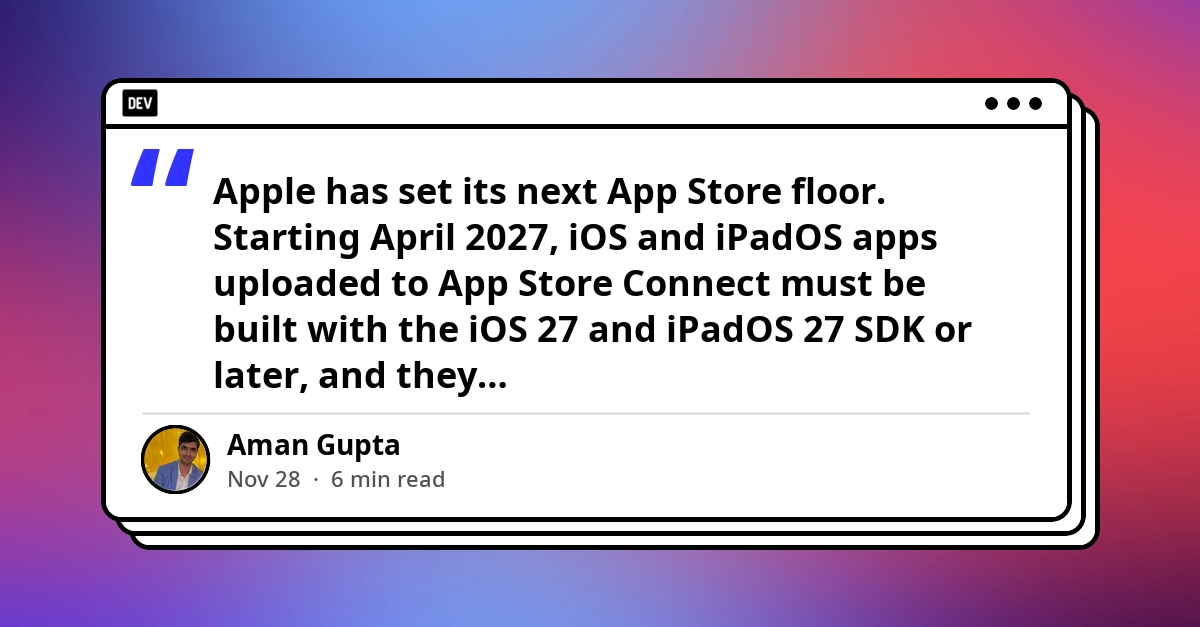 DEV
“ Apple has set its next App Store floor.
Starting April 2027, iOS and iPadOS apps
uploaded to App Store Connect must be
built with the iOS 27 and iPadOS 27 SDK or
later, and they...
Aman Gupta
Nov 28 · 6 min read